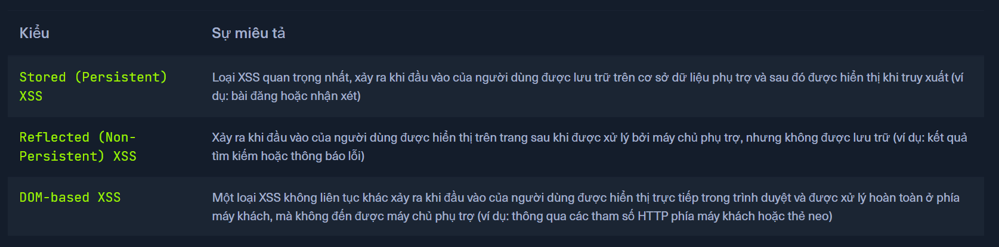 Kiểu
Sự miêu tả
Stored (Persistent)
XSS
Loại XSS quan trọng nhất, xảy ra khi đầu vào của người dùng được lưu trữ trên cơ sở dữ liệu phụ trợ và sau đó được hiển thị khi truy xuất (ví
dụ: bài đăng hoặc nhận xét)
Reflected (Non-
Persistent) XSS
Xảy ra khi đầu vào của người dùng được hiển thị trên trang sau khi được xử lý bởi máy chủ phụ trợ, nhưng không được lưu trữ (ví dụ: kết quả
tìm kiếm hoặc thông báo lỗi)
DOM-based XSS
Một loại XSS không liên tục khác xảy ra khi đầu vào của người dùng được hiển thị trực tiếp trong trình duyệt và được xử lý hoàn toàn ở phía
máy khách, mà không đến được máy chủ phụ trợ (ví dụ: thông qua các tham số HTTP phía máy khách hoặc thẻ neo)